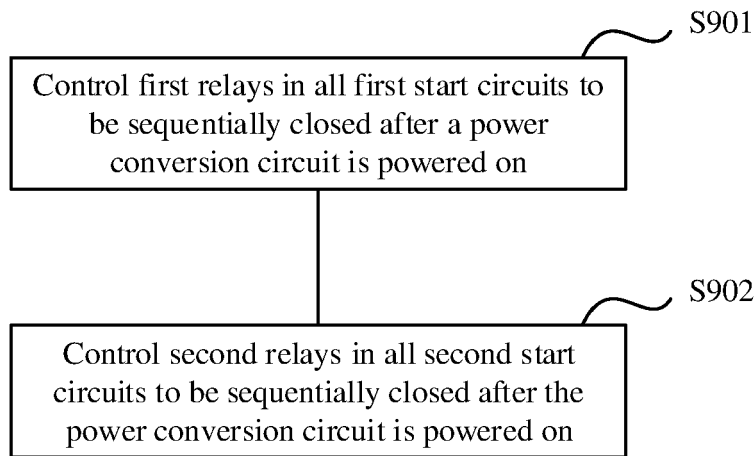 S901
Control first relays in all first start circuits to
be sequentially closed after a power
conversion circuit is powered on
S902
Control second relays in all second start
circuits to be sequentially closed after the
power conversion circuit is powered on